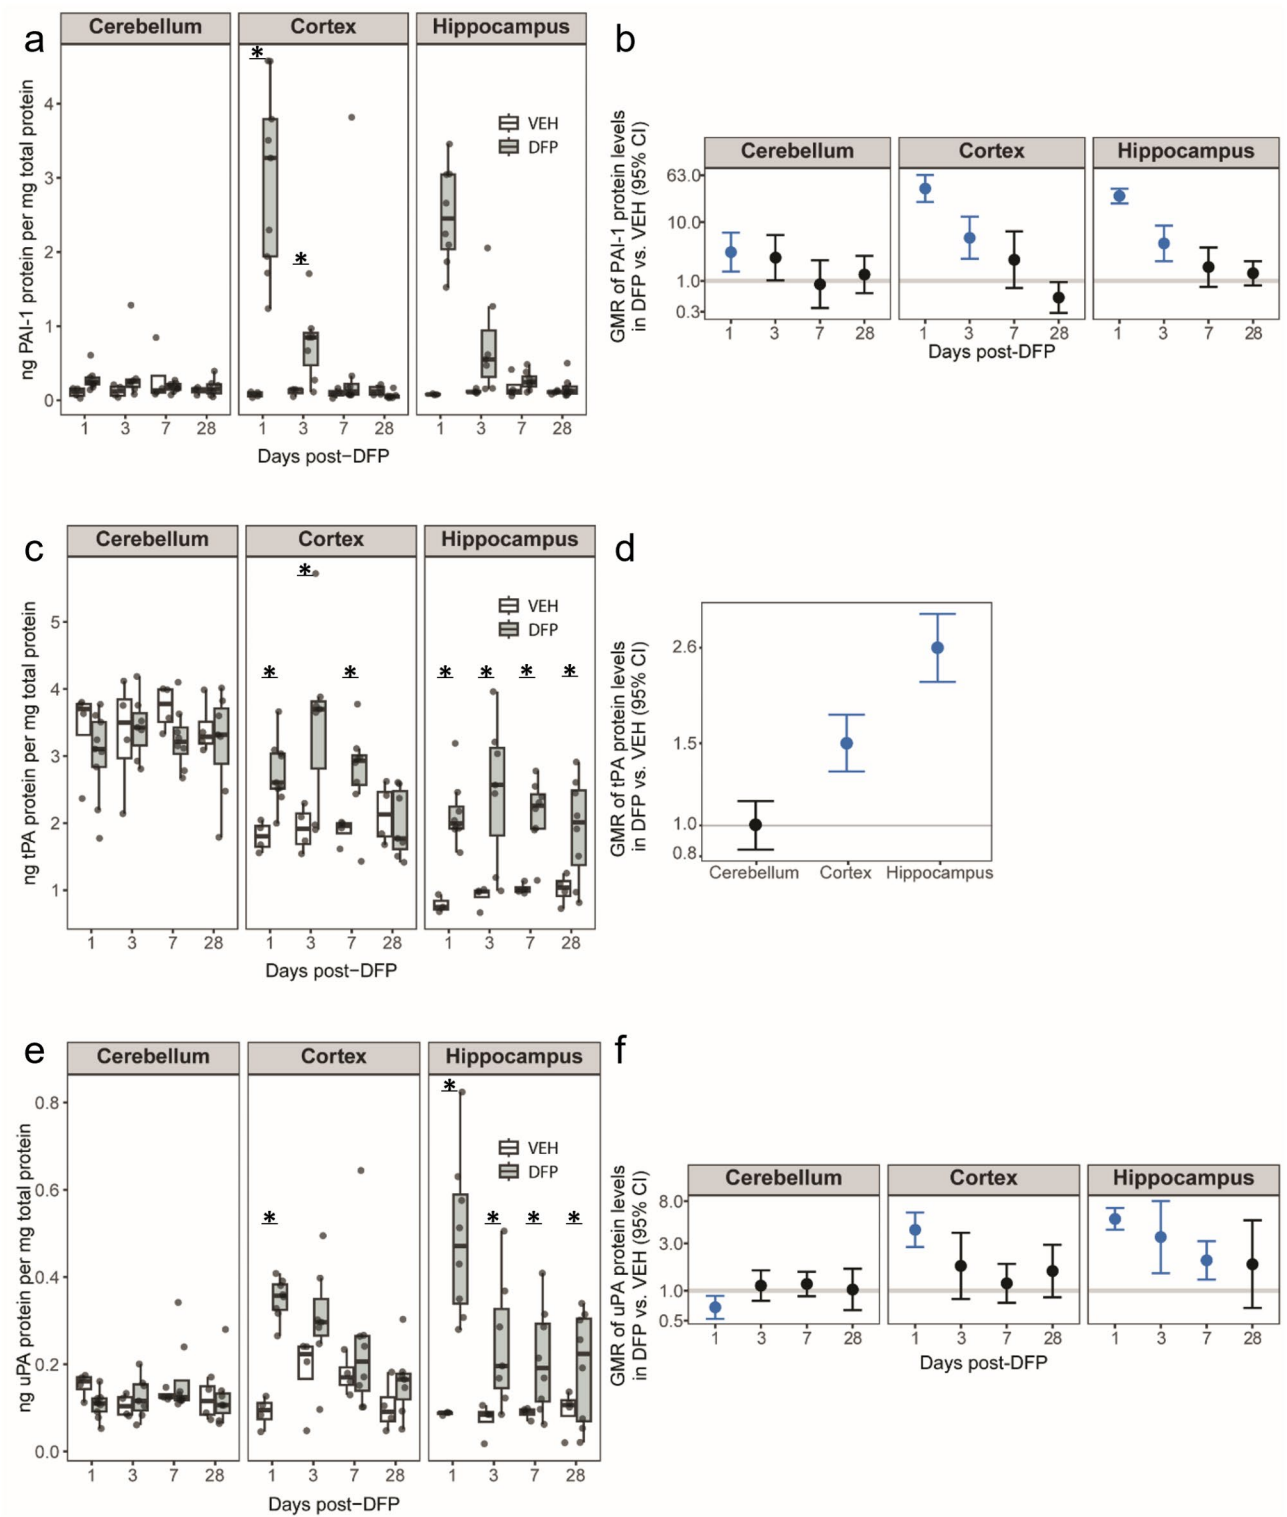 a
Cerebellum Cortex Hippocampus
ng PAI-1 protein per mg total protein
4
3
2
1
0
* *
VEH
DFP
1 3 7 28 1 3 7 28 1 3 7 28
Days post−DFP
b
GMR of PAI-1 protein levels
in DFP vs. VEH (95% CI)
Cerebellum Cortex Hippocampus
63.0
10.0
1.0
0.3
1 3 7 28 1 3 7 28 1 3 7 28
Days post-DFP
c
Cerebellum Cortex Hippocampus
ng tPA protein per mg total protein
5
4
3
2
1
* * * * * * *
VEH
DFP
1 3 7 28 1 3 7 28 1 3 7 28
Days post−DFP
d
GMR of tPA protein levels
in DFP vs. VEH (95% CI)
2.6
1.5
1.0
0.8
Cerebellum Cortex Hippocampus
e
Cerebellum Cortex Hippocampus
ng uPA protein per mg total protein
0.8
0.6
0.4
0.2
0.0
* * * * *
VEH
DFP
1 3 7 28 1 3 7 28 1 3 7 28
Days post−DFP
f
GMR of uPA protein levels
in DFP vs. VEH (95% CI)
Cerebellum Cortex Hippocampus
8.0
3.0
1.0
0.5
1 3 7 28 1 3 7 28 1 3 7 28
Days post-DFP